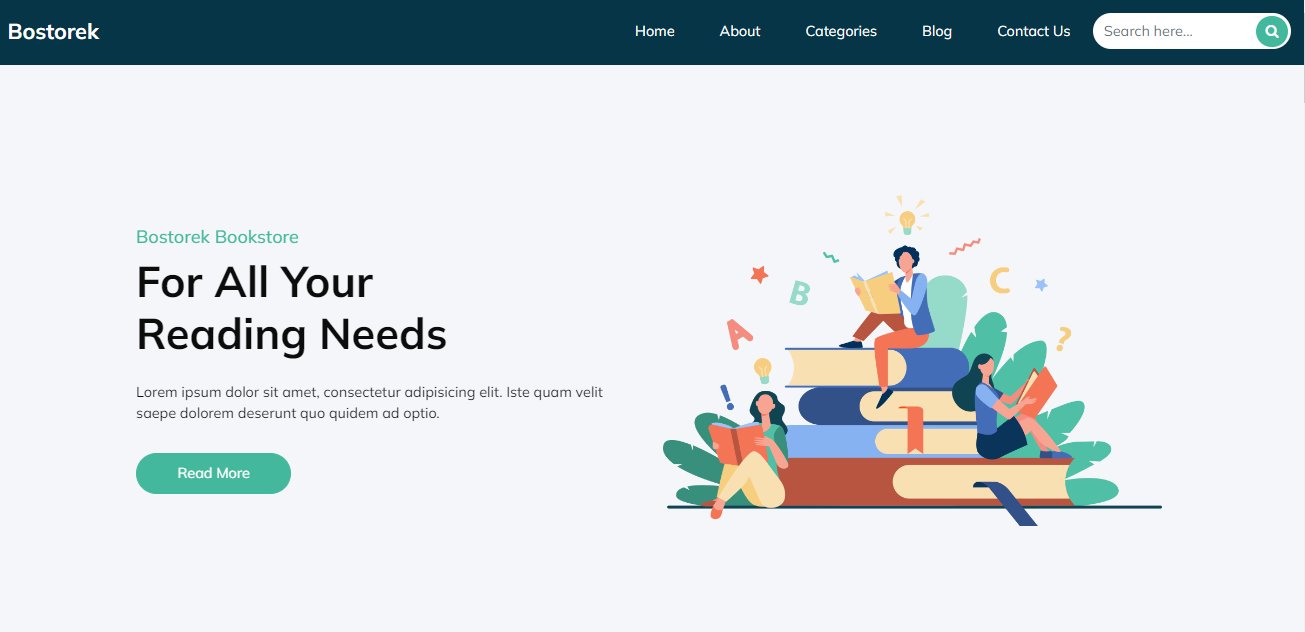 Bostorek
Home About Categories Blog Contact Us Search here...
Bostorek Bookstore
For All Your
Reading Needs
Lorem ipsum dolor sit amet, consectetur adipisicing elit. Iste quam velit
saepe dolorem deserunt quo quidem ad optio.
Read More
A
B
C
!
?